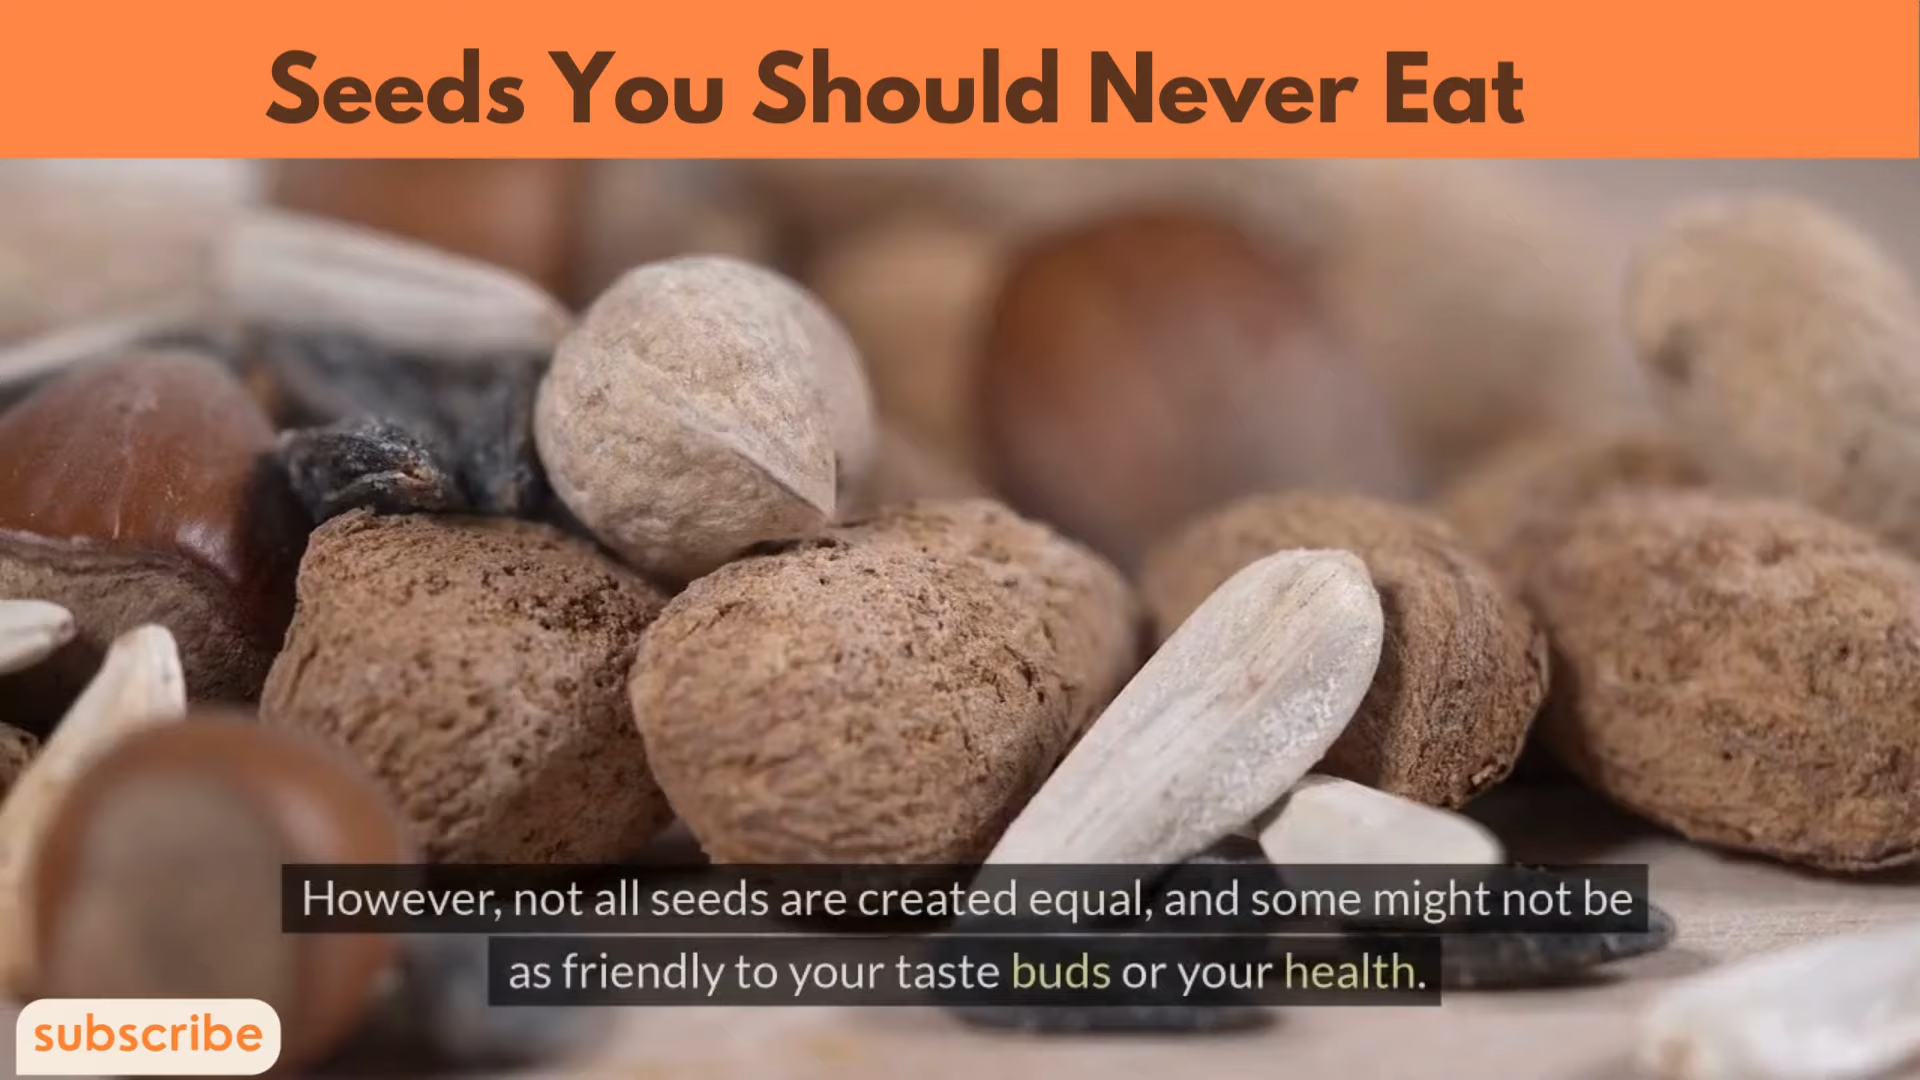 Seeds You Should Never Eat
However, not all seeds are created equal, and some might not be
as friendly to your taste buds or your health.
subscribe